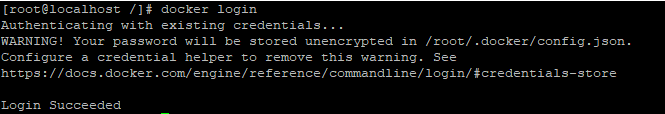 [root@localhost /]# docker login
Authenticating with existing credentials...
WARNING! Your password will be stored unencrypted in /root/.docker/config.json.
Configure a credential helper to remove this warning. See
https://docs.docker.com/engine/reference/commandline/login/#credentials-store
Login Succeeded